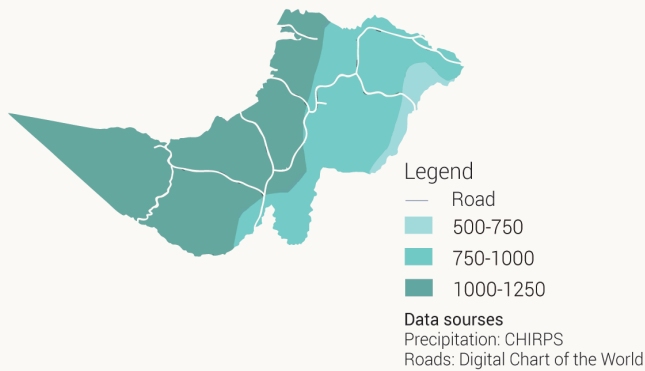 Legend
Road
500-750
750-1000
1000-1250
Data sourses
Precipitation: CHIRPS
Roads: Digital Chart of the World